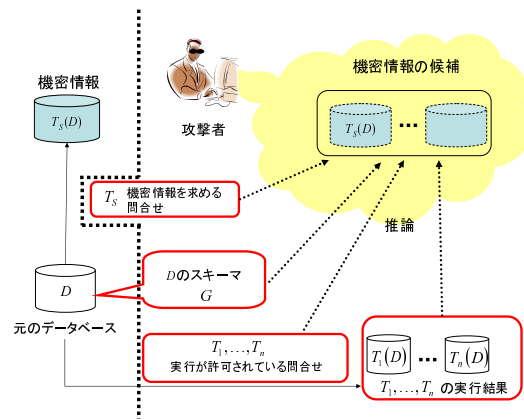 機密情報
T_S(D)
攻撃者
機密情報の候補
T_S(D)
...
推論
T_S 機密情報を求める
問合せ
Dのスキーマ
G
D
元のデータベース
T_1,...,T_n
実行が許可されている問合せ
T_1(D)
...
T_n(D)
T_1,...,T_n の実行結果